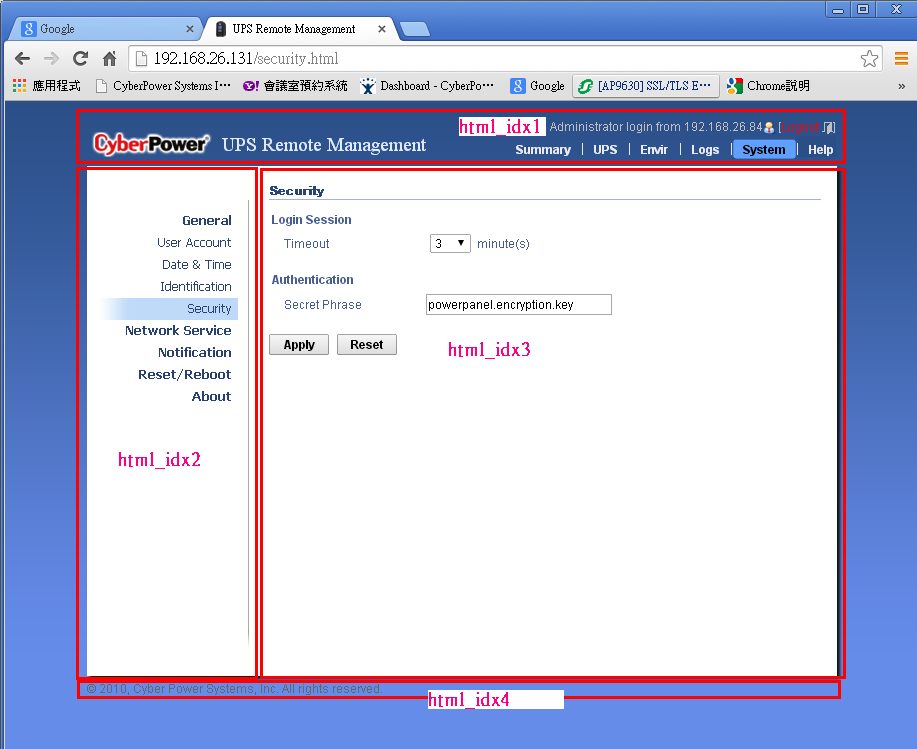 Google
UPS Remote Management
192.168.26.131/security.html
應用程式
CyberPower Systems I…
會議室預約系統
Dashboard - CyberPo…
Google
[AP9630] SSL/TLS E…
Chrome說明
»
html_idx1
Administrator login from 192.168.26.84 [Logout]
CyberPower® UPS Remote Management
Summary | UPS | Envir | Logs | System | Help
General
User Account
Date & Time
Identification
Security
Network Service
Notification
Reset/Reboot
About
html_idx2
Security
Login Session
Timeout 3 minute(s)
Authentication
Secret Phrase powerpanel.encryption.key
Apply Reset
html_idx3
© 2010, Cyber Power Systems, Inc. All rights reserved.
html_idx4